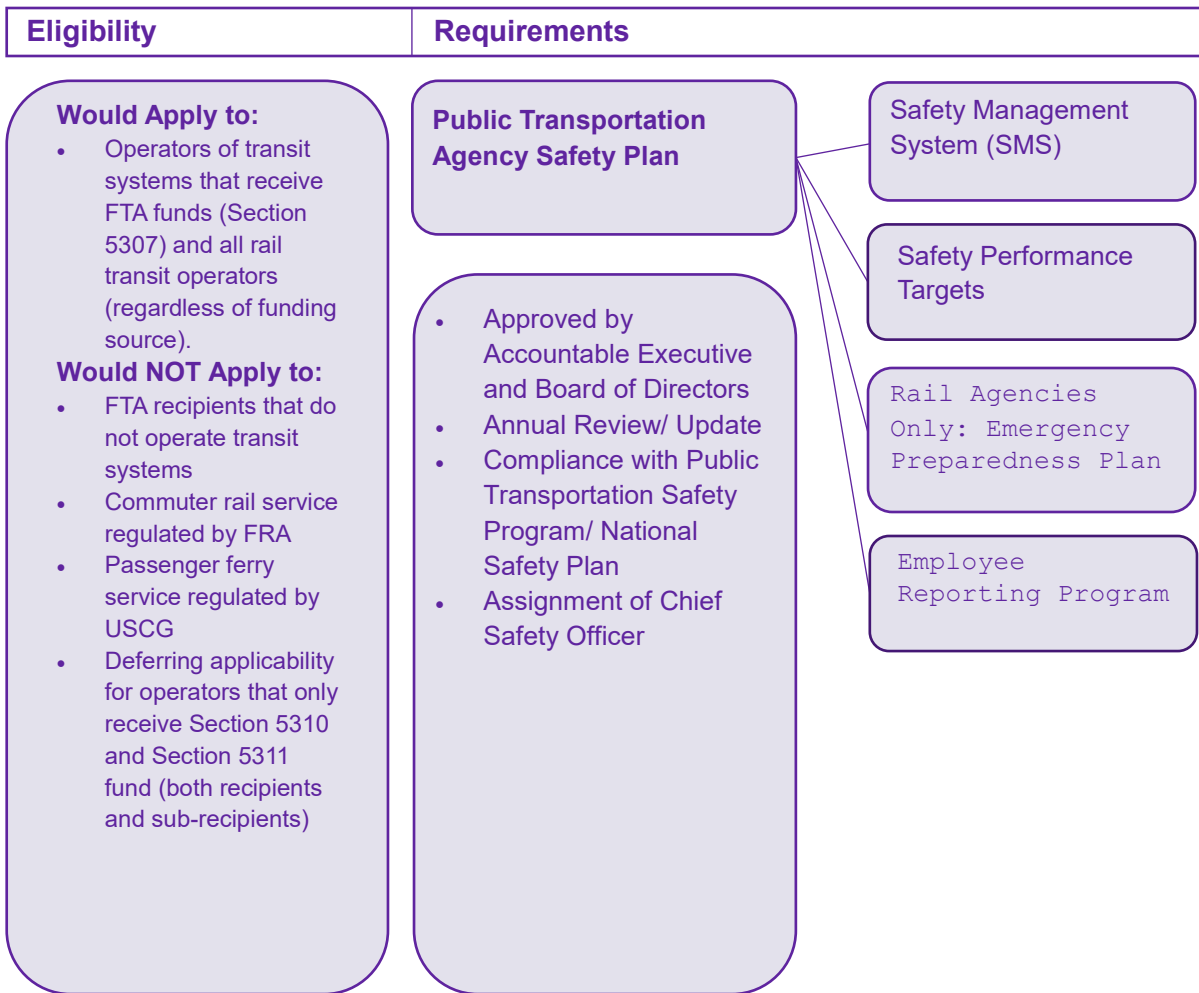 Eligibility
Requirements
Would Apply to:
• Operators of transit
systems that receive
FTA funds (Section
5307) and all rail
transit operators
(regardless of funding
source).
Would NOT Apply to:
• FTA recipients that do
not operate transit
systems
• Commuter rail service
regulated by FRA
• Passenger ferry
service regulated by
USCG
• Deferring applicability
for operators that only
receive Section 5310
and Section 5311
fund (both recipients
and sub-recipients)
Public Transportation
Agency Safety Plan
• Approved by
Accountable Executive
and Board of Directors
• Annual Review/ Update
• Compliance with Public
Transportation Safety
Program/ National
Safety Plan
• Assignment of Chief
Safety Officer
Safety Management
System (SMS)
Safety Performance
Targets
Rail Agencies
Only: Emergency
Preparedness Plan
Employee
Reporting Program